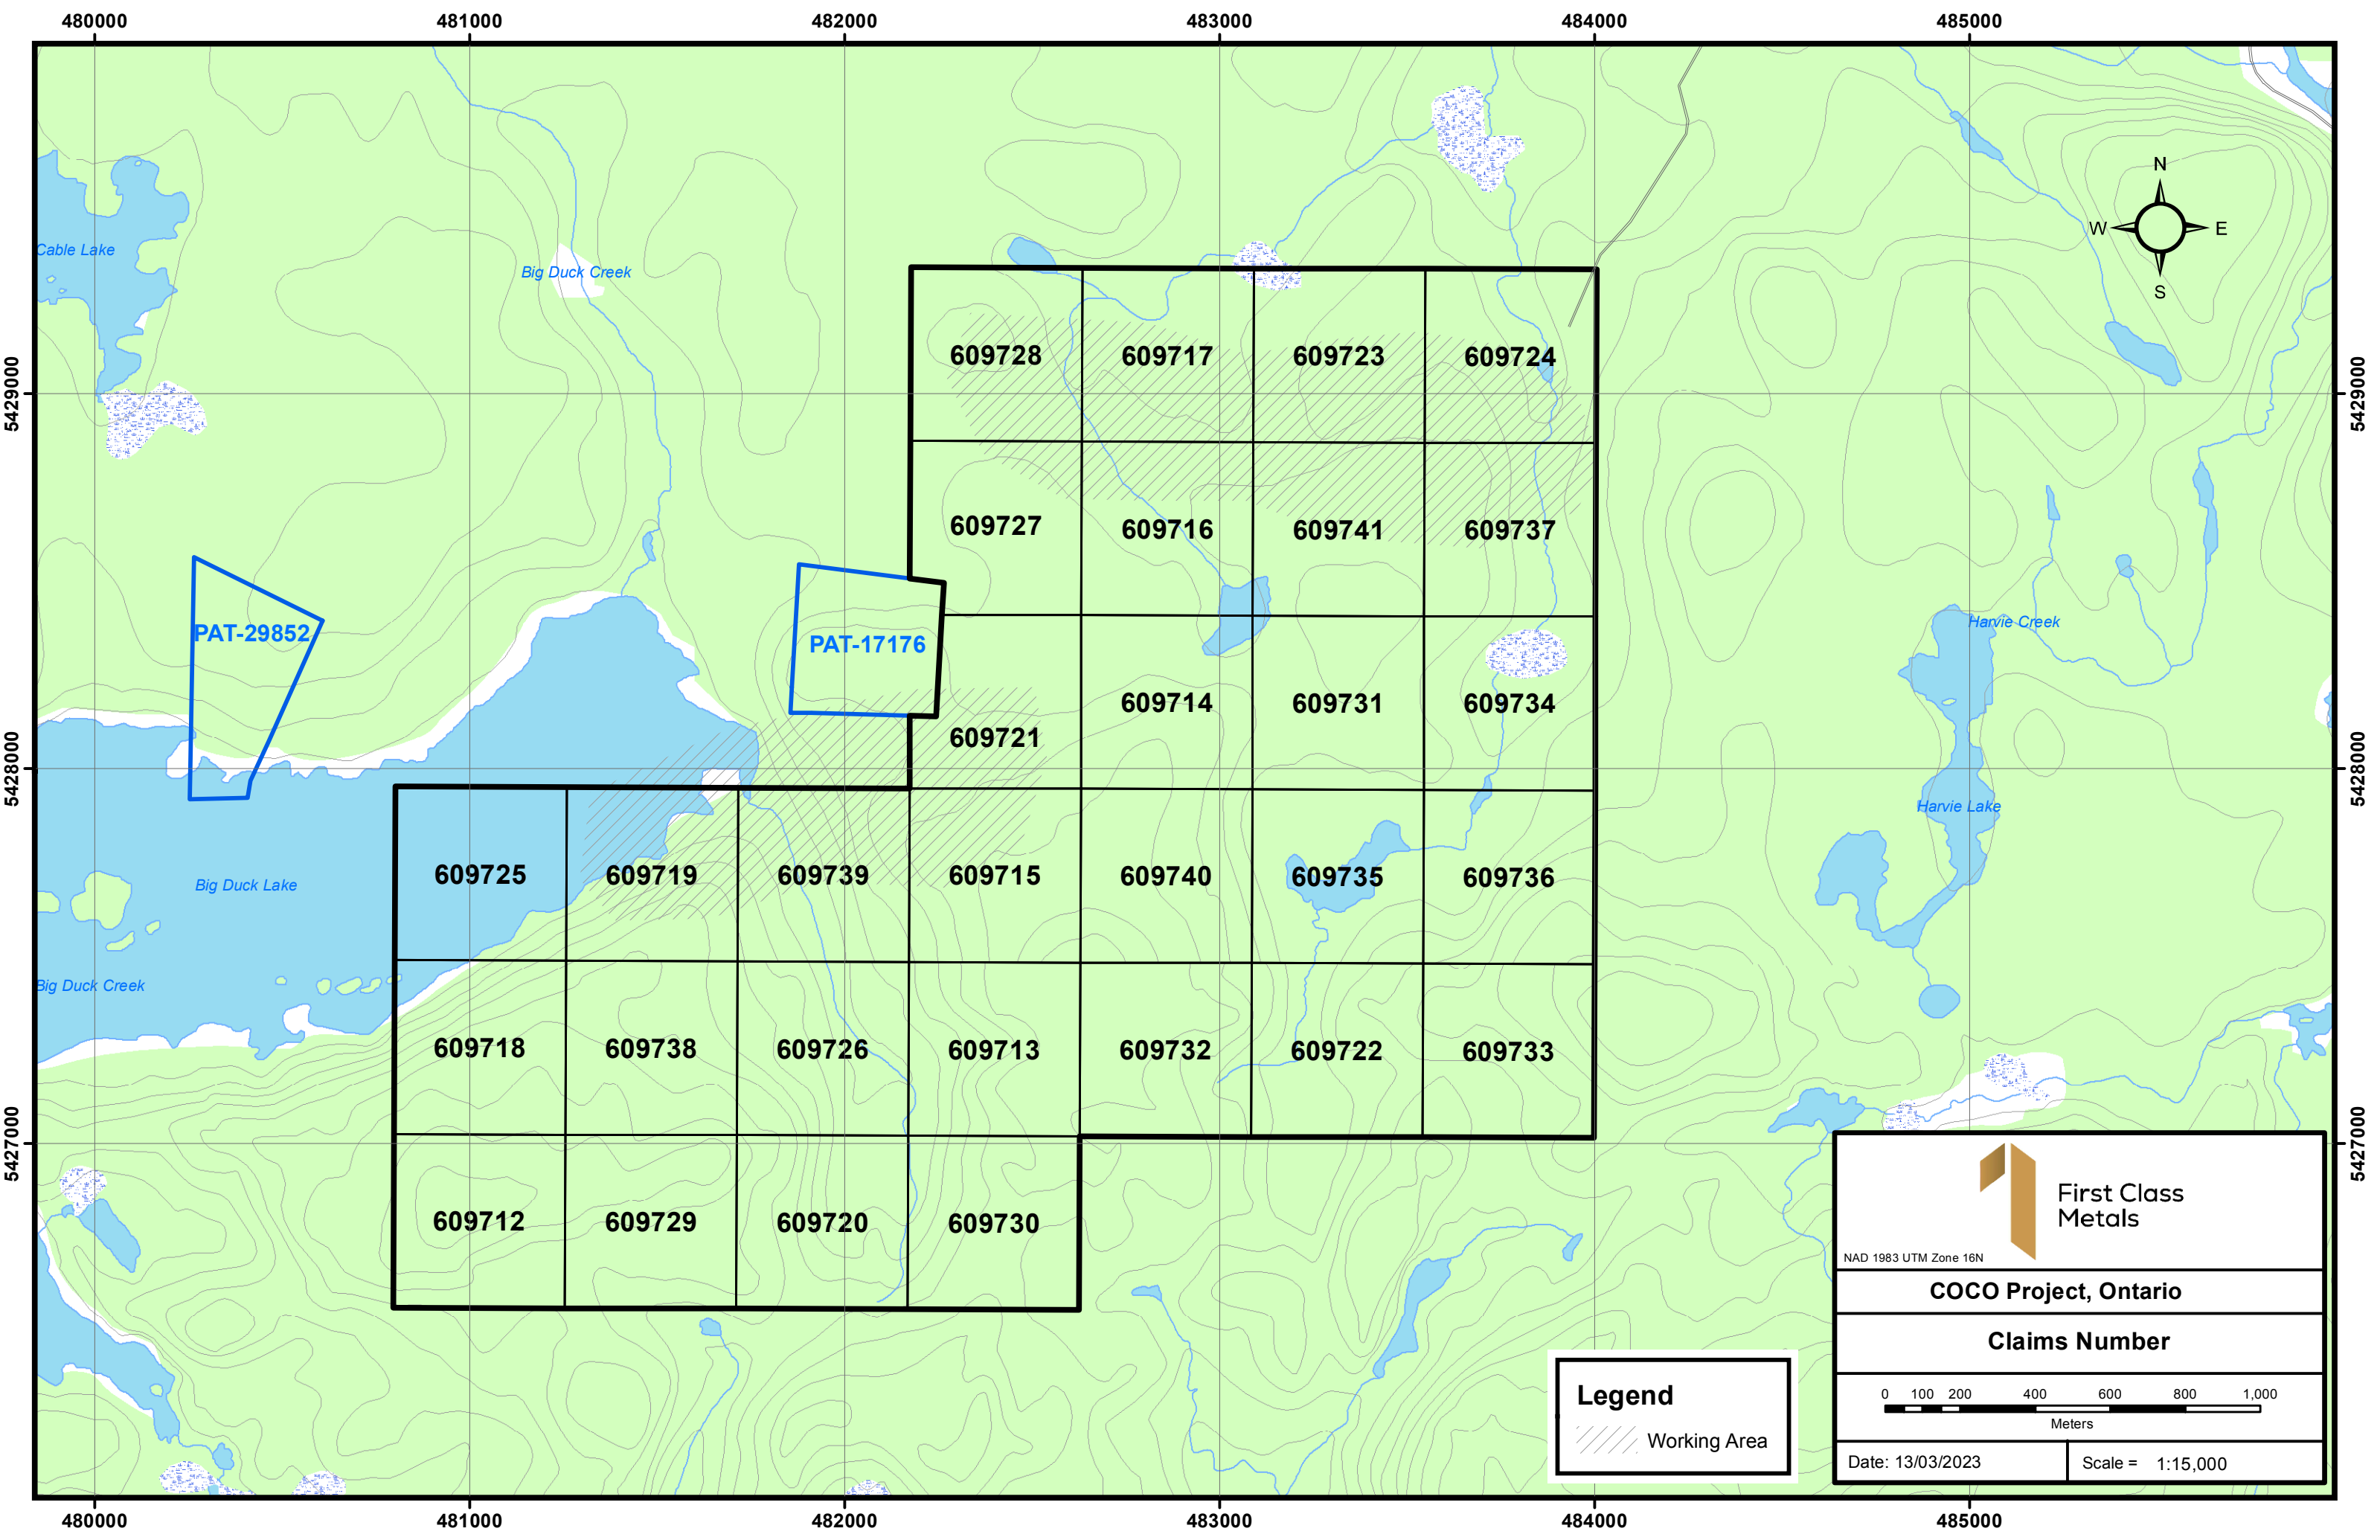 480000 481000 482000 483000 484000 485000
N
W E
S
Cable Lake
Big Duck Creek
609728 609717 609723 609724
5429000 5429000
609727 609716 609741 609737
PAT-29852
PAT-17176
Harvie Creek
609714 609731 609734
609721
5428000 5428000
Harvie Lake
609725 609719 609739 609715 609740 609735 609736
Big Duck Lake
Big Duck Creek
609718 609738 609726 609713 609732 609722 609733
5427000 5427000
609712 609729 609720 609730
First Class
Metals
NAD 1983 UTM Zone 16N
COCO Project, Ontario
Claims Number
0 100 200 400 600 800 1,000
Meters
Date: 13/03/2023 Scale = 1:15,000
Legend
Working Area
480000 481000 482000 483000 484000 485000